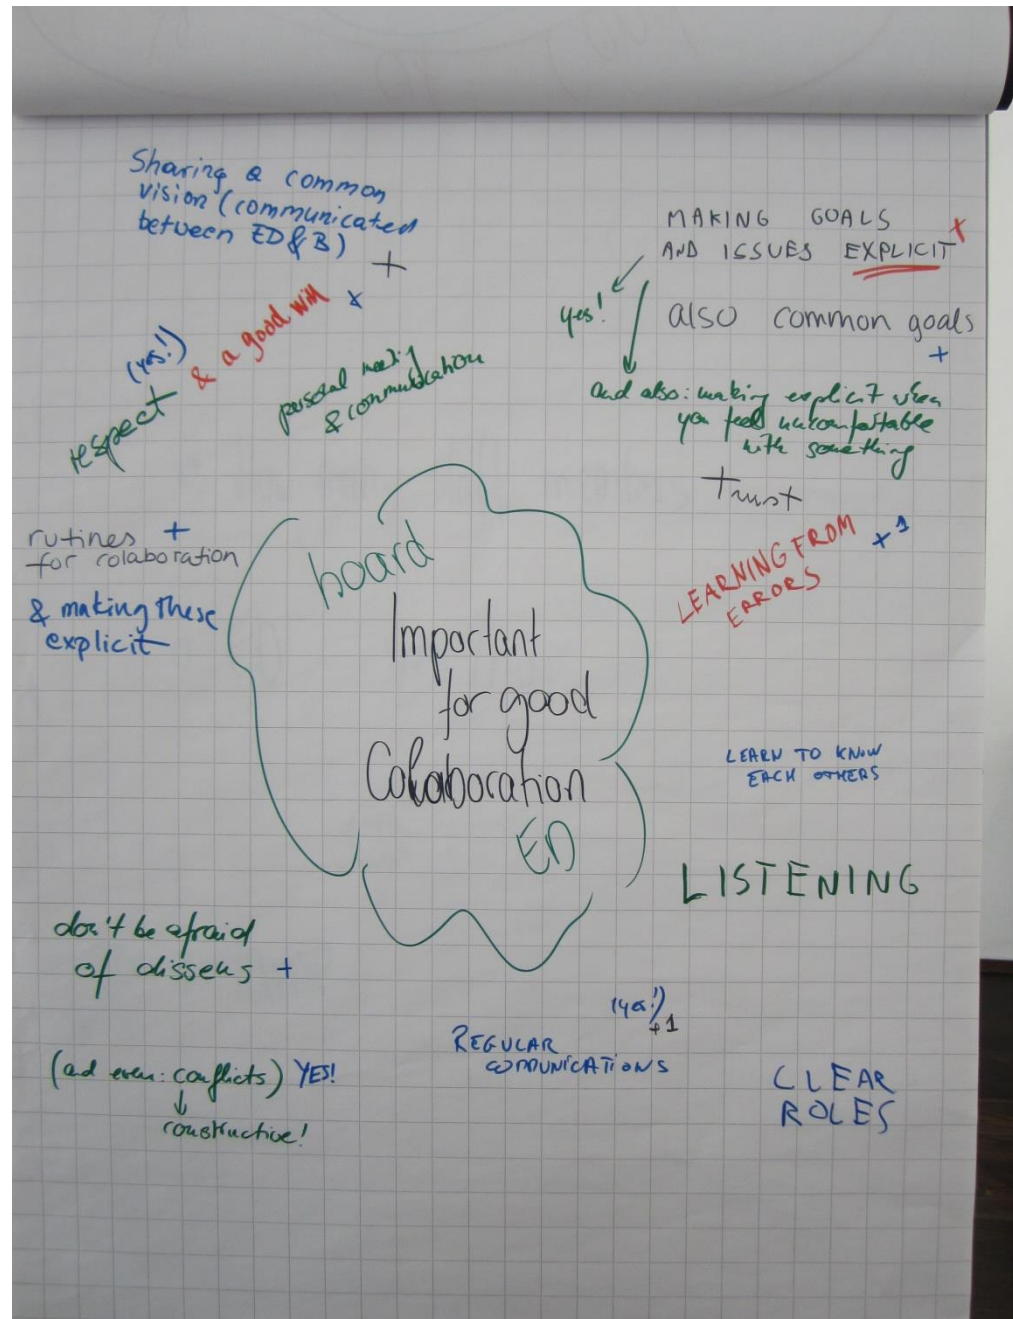 Sharing a common
vision (communicated
between ED & B)
+
MAKING GOALS
AND ISSUES EXPLICIT
+
yes!
also common goals
+
and also: making explicit when
you feel uncomfortable
with something
(yes!)
respect & a good will
x
personal meeting
& communication
Trust
LEARNING FROM
ERRORS
+1
rutines +
for colaboration
& making these
explicit
board
Important
for good
Colaboration
ED
LEARN TO KNOW
EACH OTHERS
LISTENING
don't be afraid
of dissens +
(and even: conflicts) YES!
constructive!
(yes!)
+1
REGULAR
COMMUNICATIONS
CLEAR
ROLES